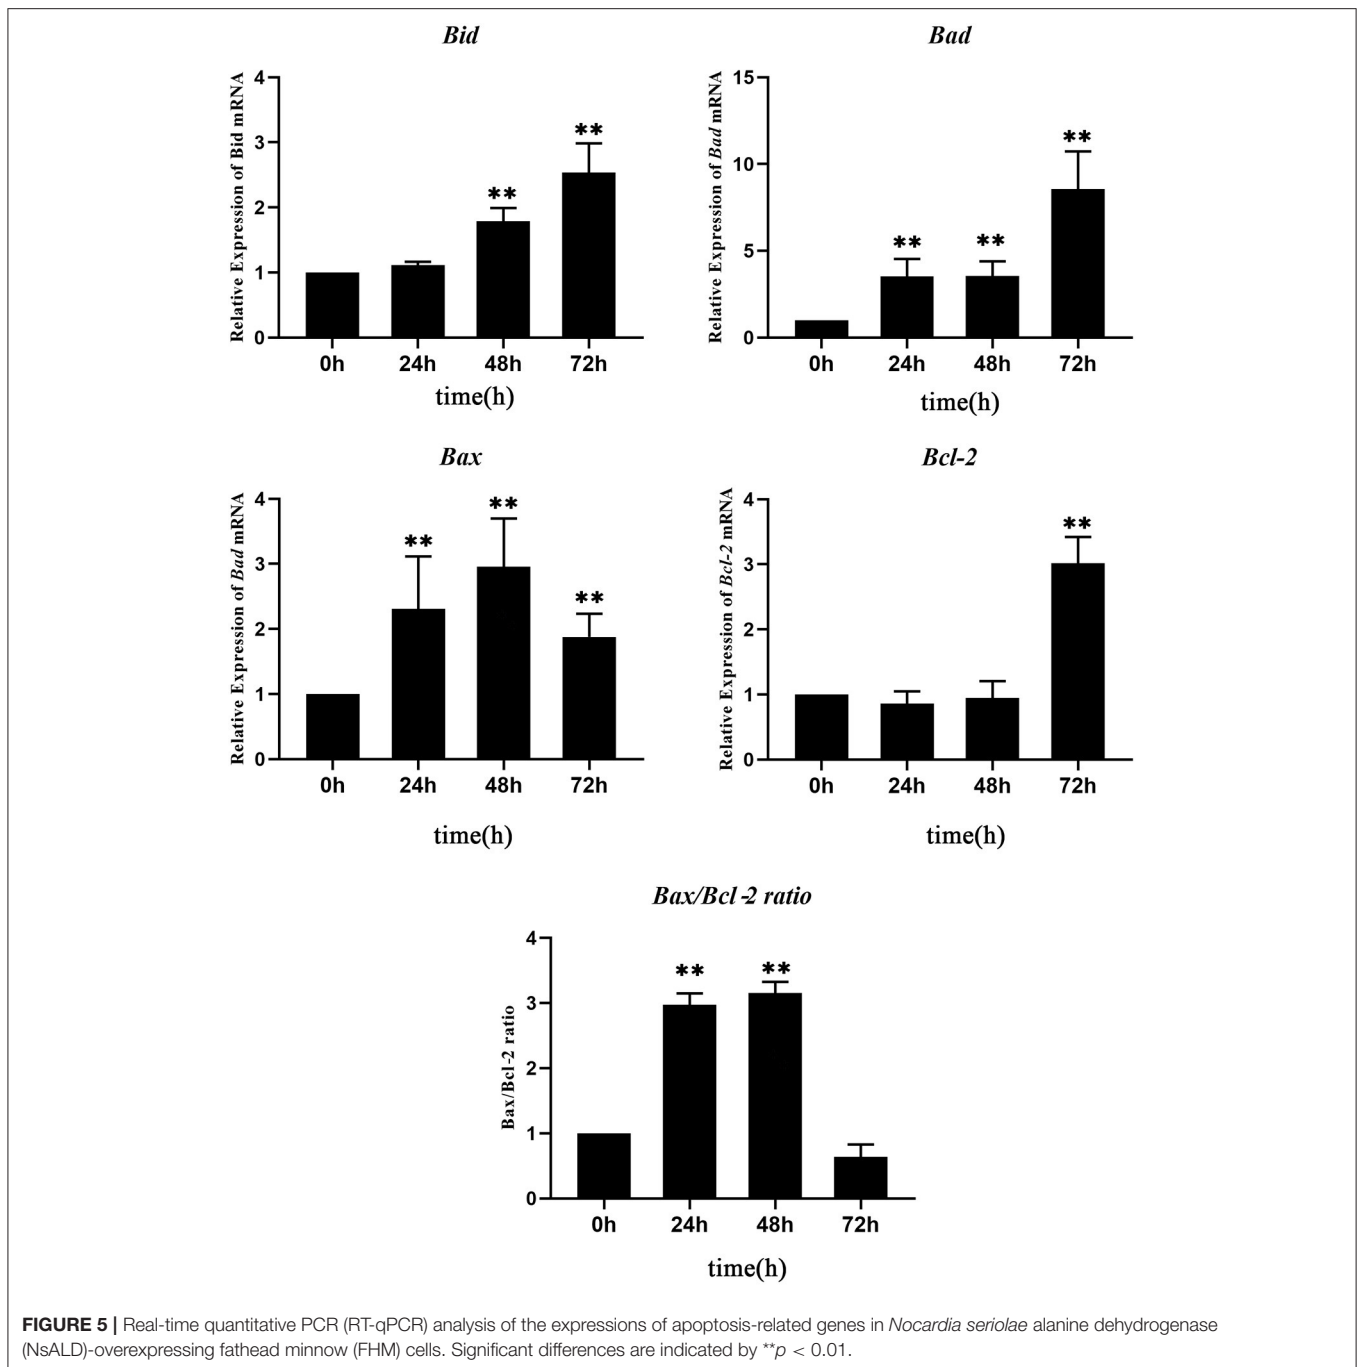 Bid
Relative Expression of Bid mRNA
4
3
2
1
0
**
**
0h 24h 48h 72h
time(h)
Bad
Relative Expression of Bad mRNA
15
10
5
0
**
**
**
0h 24h 48h 72h
time(h)
Bax
Relative Expression of Bad mRNA
4
3
2
1
0
**
**
**
0h 24h 48h 72h
time(h)
Bcl-2
Relative Expression of Bcl-2 mRNA
4
3
2
1
0
**
0h 24h 48h 72h
time(h)
Bax/Bcl-2 ratio
Bax/Bcl-2 ratio
4
3
2
1
0
**
**
0h 24h 48h 72h
time(h)
FIGURE 5 | Real-time quantitative PCR (RT-qPCR) analysis of the expressions of apoptosis-related genes in Nocardia seriolae alanine dehydrogenase
(NsALD)-overexpressing fathead minnow (FHM) cells. Significant differences are indicated by **p < 0.01.